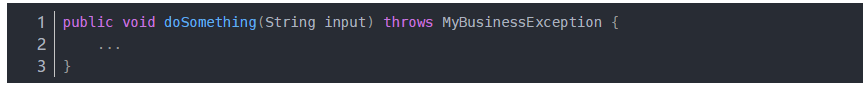 1 public void doSomething(String input) throws MyBusinessException {
2     ...
3 }